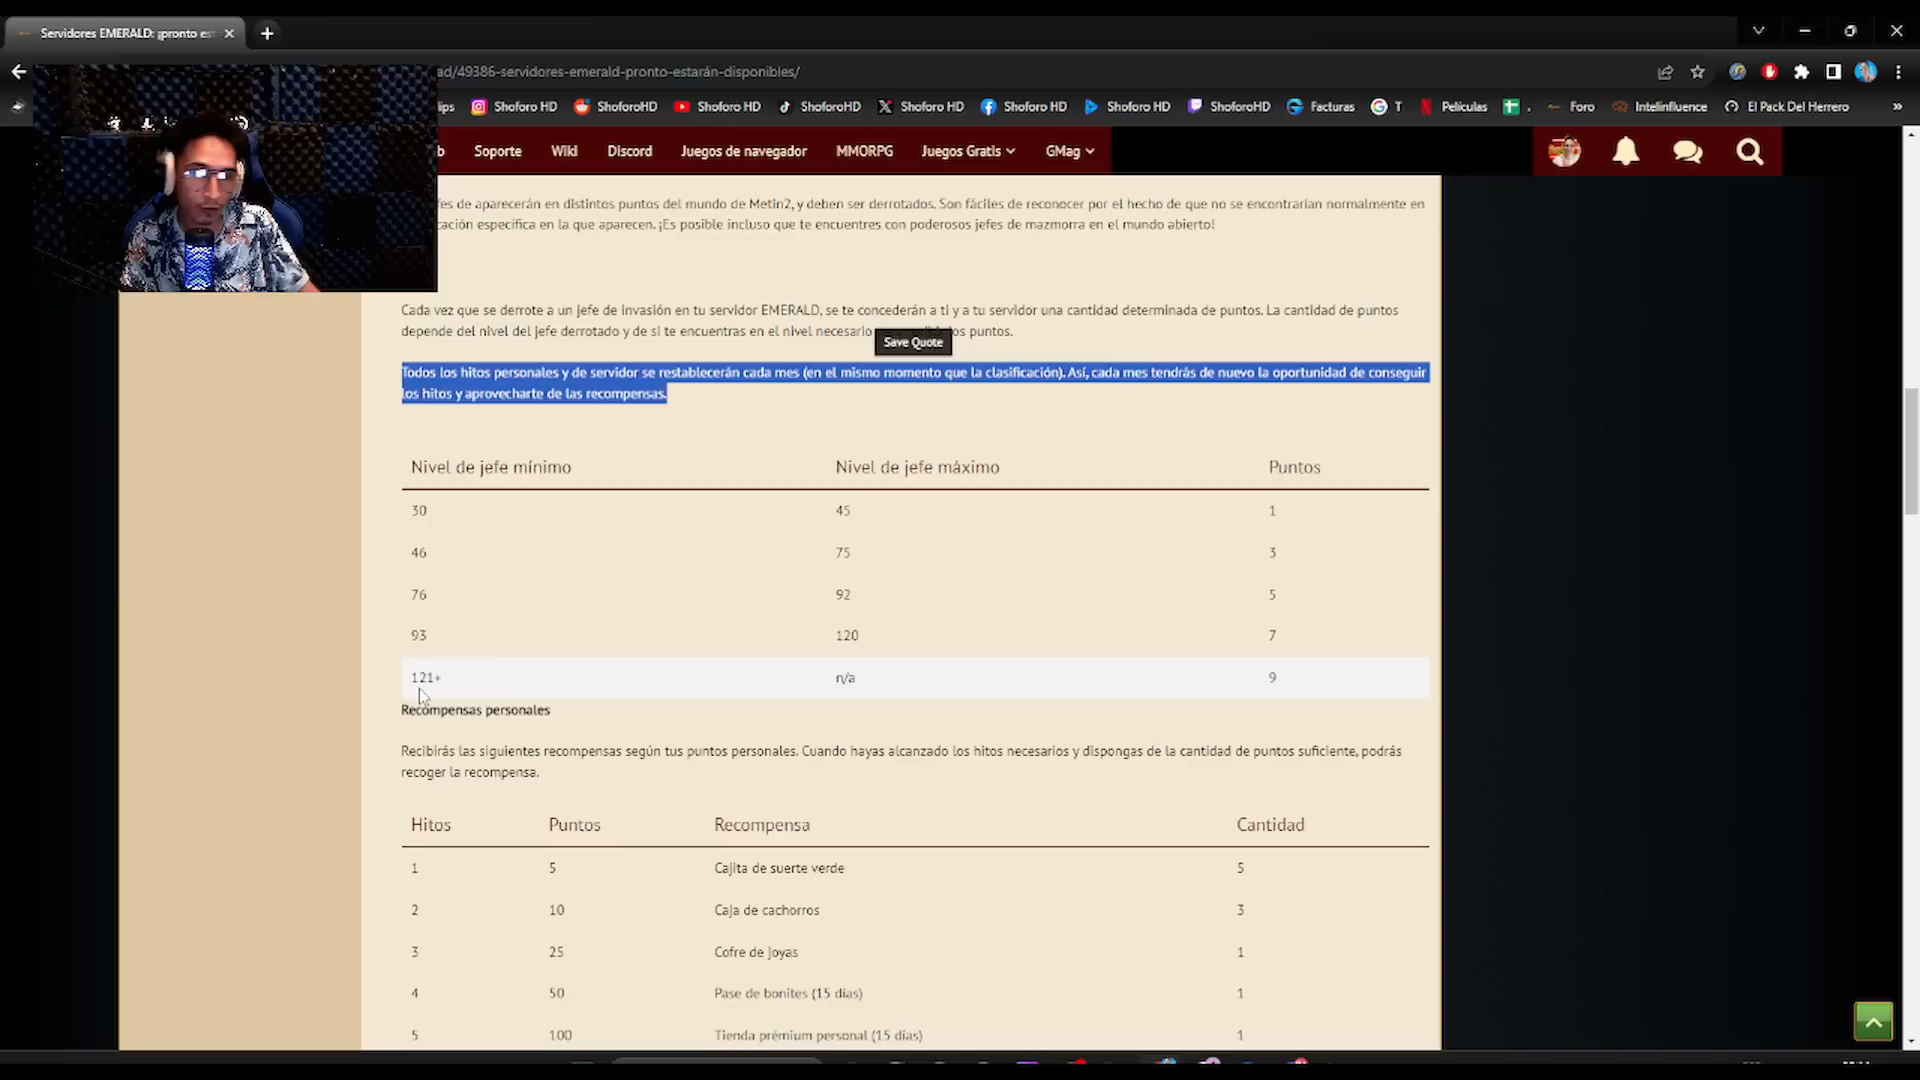 Servidores EMERALD: ¡pronto es
ad/49386-servidores-emerald-pronto-estarán-disponibles/
ips Shoforo HD ShoforoHD Shoforo HD ShoforoHD Shoforo HD Shoforo HD Shoforo HD ShoforoHD Facturas T Películas . Foro Intelinfluence El Pack Del Herrero »
b Soporte Wiki Discord Juegos de navegador MMORPG Juegos Gratis GMag
fes de aparecerán en distintos puntos del mundo de Metin2, y deben ser derrotados. Son fáciles de reconocer por el hecho de que no se encontrarían normalmente en
cación específica en la que aparecen. ¡Es posible incluso que te encuentres con poderosos jefes de mazmorra en el mundo abierto!
Cada vez que se derrote a un jefe de invasión en tu servidor EMERALD, se te concederán a ti y a tu servidor una cantidad determinada de puntos. La cantidad de puntos
depende del nivel del jefe derrotado y de si te encuentras en el nivel necesario os puntos.
Save Quote
Todos los hitos personales y de servidor se restablecerán cada mes (en el mismo momento que la clasificación). Así, cada mes tendrás de nuevo la oportunidad de conseguir
los hitos y aprovecharte de las recompensas.
Nivel de jefe mínimo Nivel de jefe máximo Puntos
30 45 1
46 75 3
76 92 5
93 120 7
121+ n/a 9
Recompensas personales
Recibirás las siguientes recompensas según tus puntos personales. Cuando hayas alcanzado los hitos necesarios y dispongas de la cantidad de puntos suficiente, podrás
recoger la recompensa.
Hitos Puntos Recompensa Cantidad
1 5 Cajita de suerte verde 5
2 10 Caja de cachorros 3
3 25 Cofre de joyas 1
4 50 Pase de bonites (15 días) 1
5 100 Tienda prémium personal (15 días) 1